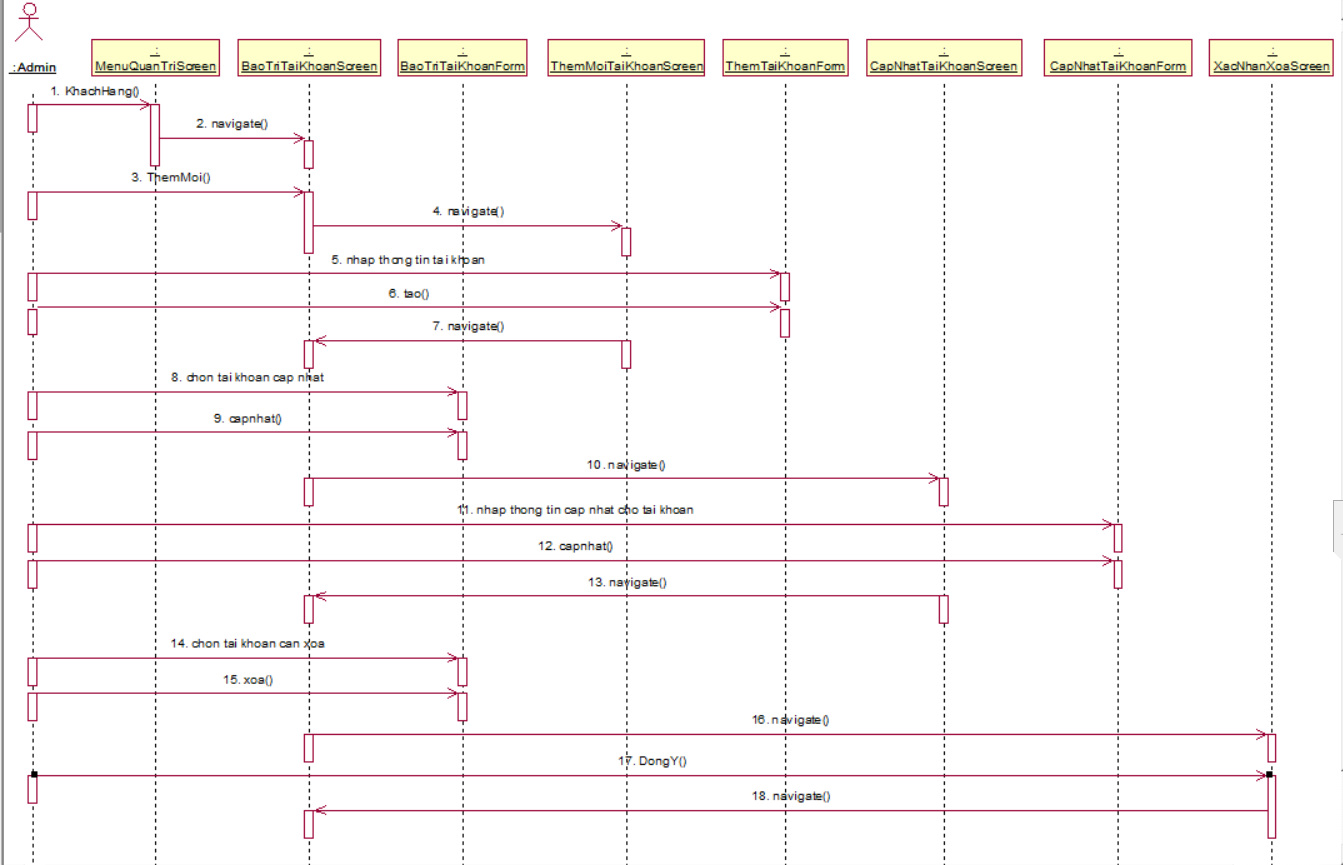 :Admin
:
MenuQuanTriScreen
:
BaoTriTaiKhoanScreen
:
BaoTriTaiKhoanForm
:
ThemMoiTaiKhoanScreen
:
ThemTaiKhoanForm
:
CapNhatTaiKhoanScreen
:
CapNhatTaiKhoanForm
:
XacNhanXoaScreen
1. KhachHang()
2. navigate()
3. ThemMoi()
4. navigate()
5. nhap thong tin tai khoan
6. tao()
7. navigate()
8. chon tai khoan cap nhat
9. capnhat()
10. navigate()
11. nhap thong tin cap nhat cho tai khoan
12. capnhat()
13. navigate()
14. chon tai khoan can xoa
15. xoa()
16. navigate()
17. DongY()
18. navigate()